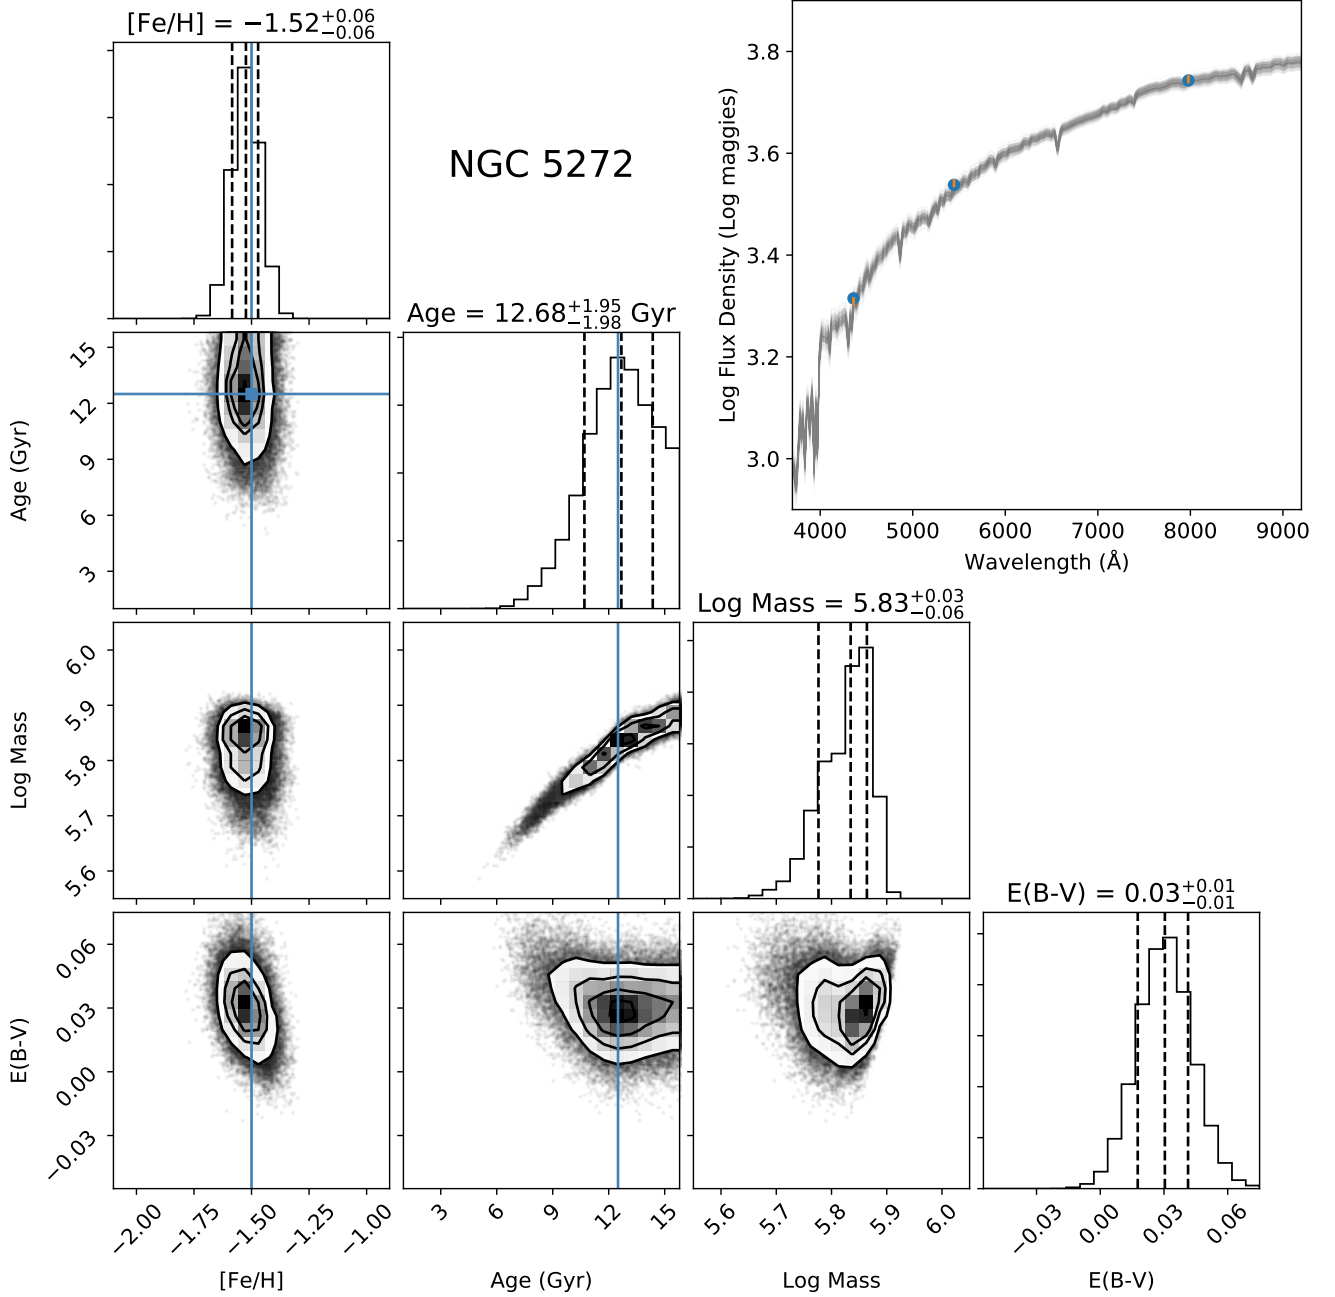 [Fe/H] = −1.52 +0.06 −0.06
NGC 5272
3.8
3.6
3.4
3.2
3.0
Log Flux Density (Log maggies)
4000 5000 6000 7000 8000 9000
Wavelength (Å)
Age = 12.68 +1.95 −1.98 Gyr
15
12
9
6
3
Age (Gyr)
Log Mass = 5.83 +0.03 −0.06
6.0
5.9
5.8
5.7
5.6
Log Mass
E(B-V) = 0.03 +0.01 −0.01
0.06
0.03
0.00
−0.03
E(B-V)
−2.00 −1.75 −1.50 −1.25 −1.00
[Fe/H]
3 6 9 12 15
Age (Gyr)
5.6 5.7 5.8 5.9 6.0
Log Mass
−0.03 0.00 0.03 0.06
E(B-V)